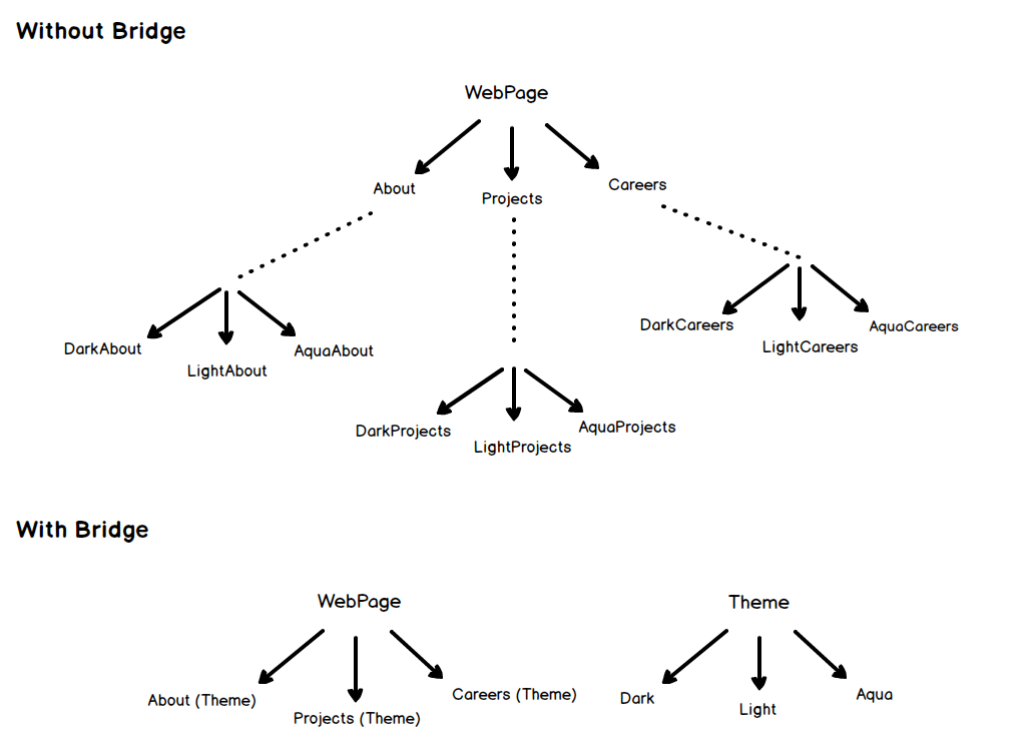 Without Bridge
WebPage
About
Projects
Careers
DarkAbout
LightAbout
AquaAbout
DarkProjects
LightProjects
AquaProjects
DarkCareers
LightCareers
AquaCareers
With Bridge
WebPage
About (Theme)
Projects (Theme)
Careers (Theme)
Theme
Dark
Light
Aqua